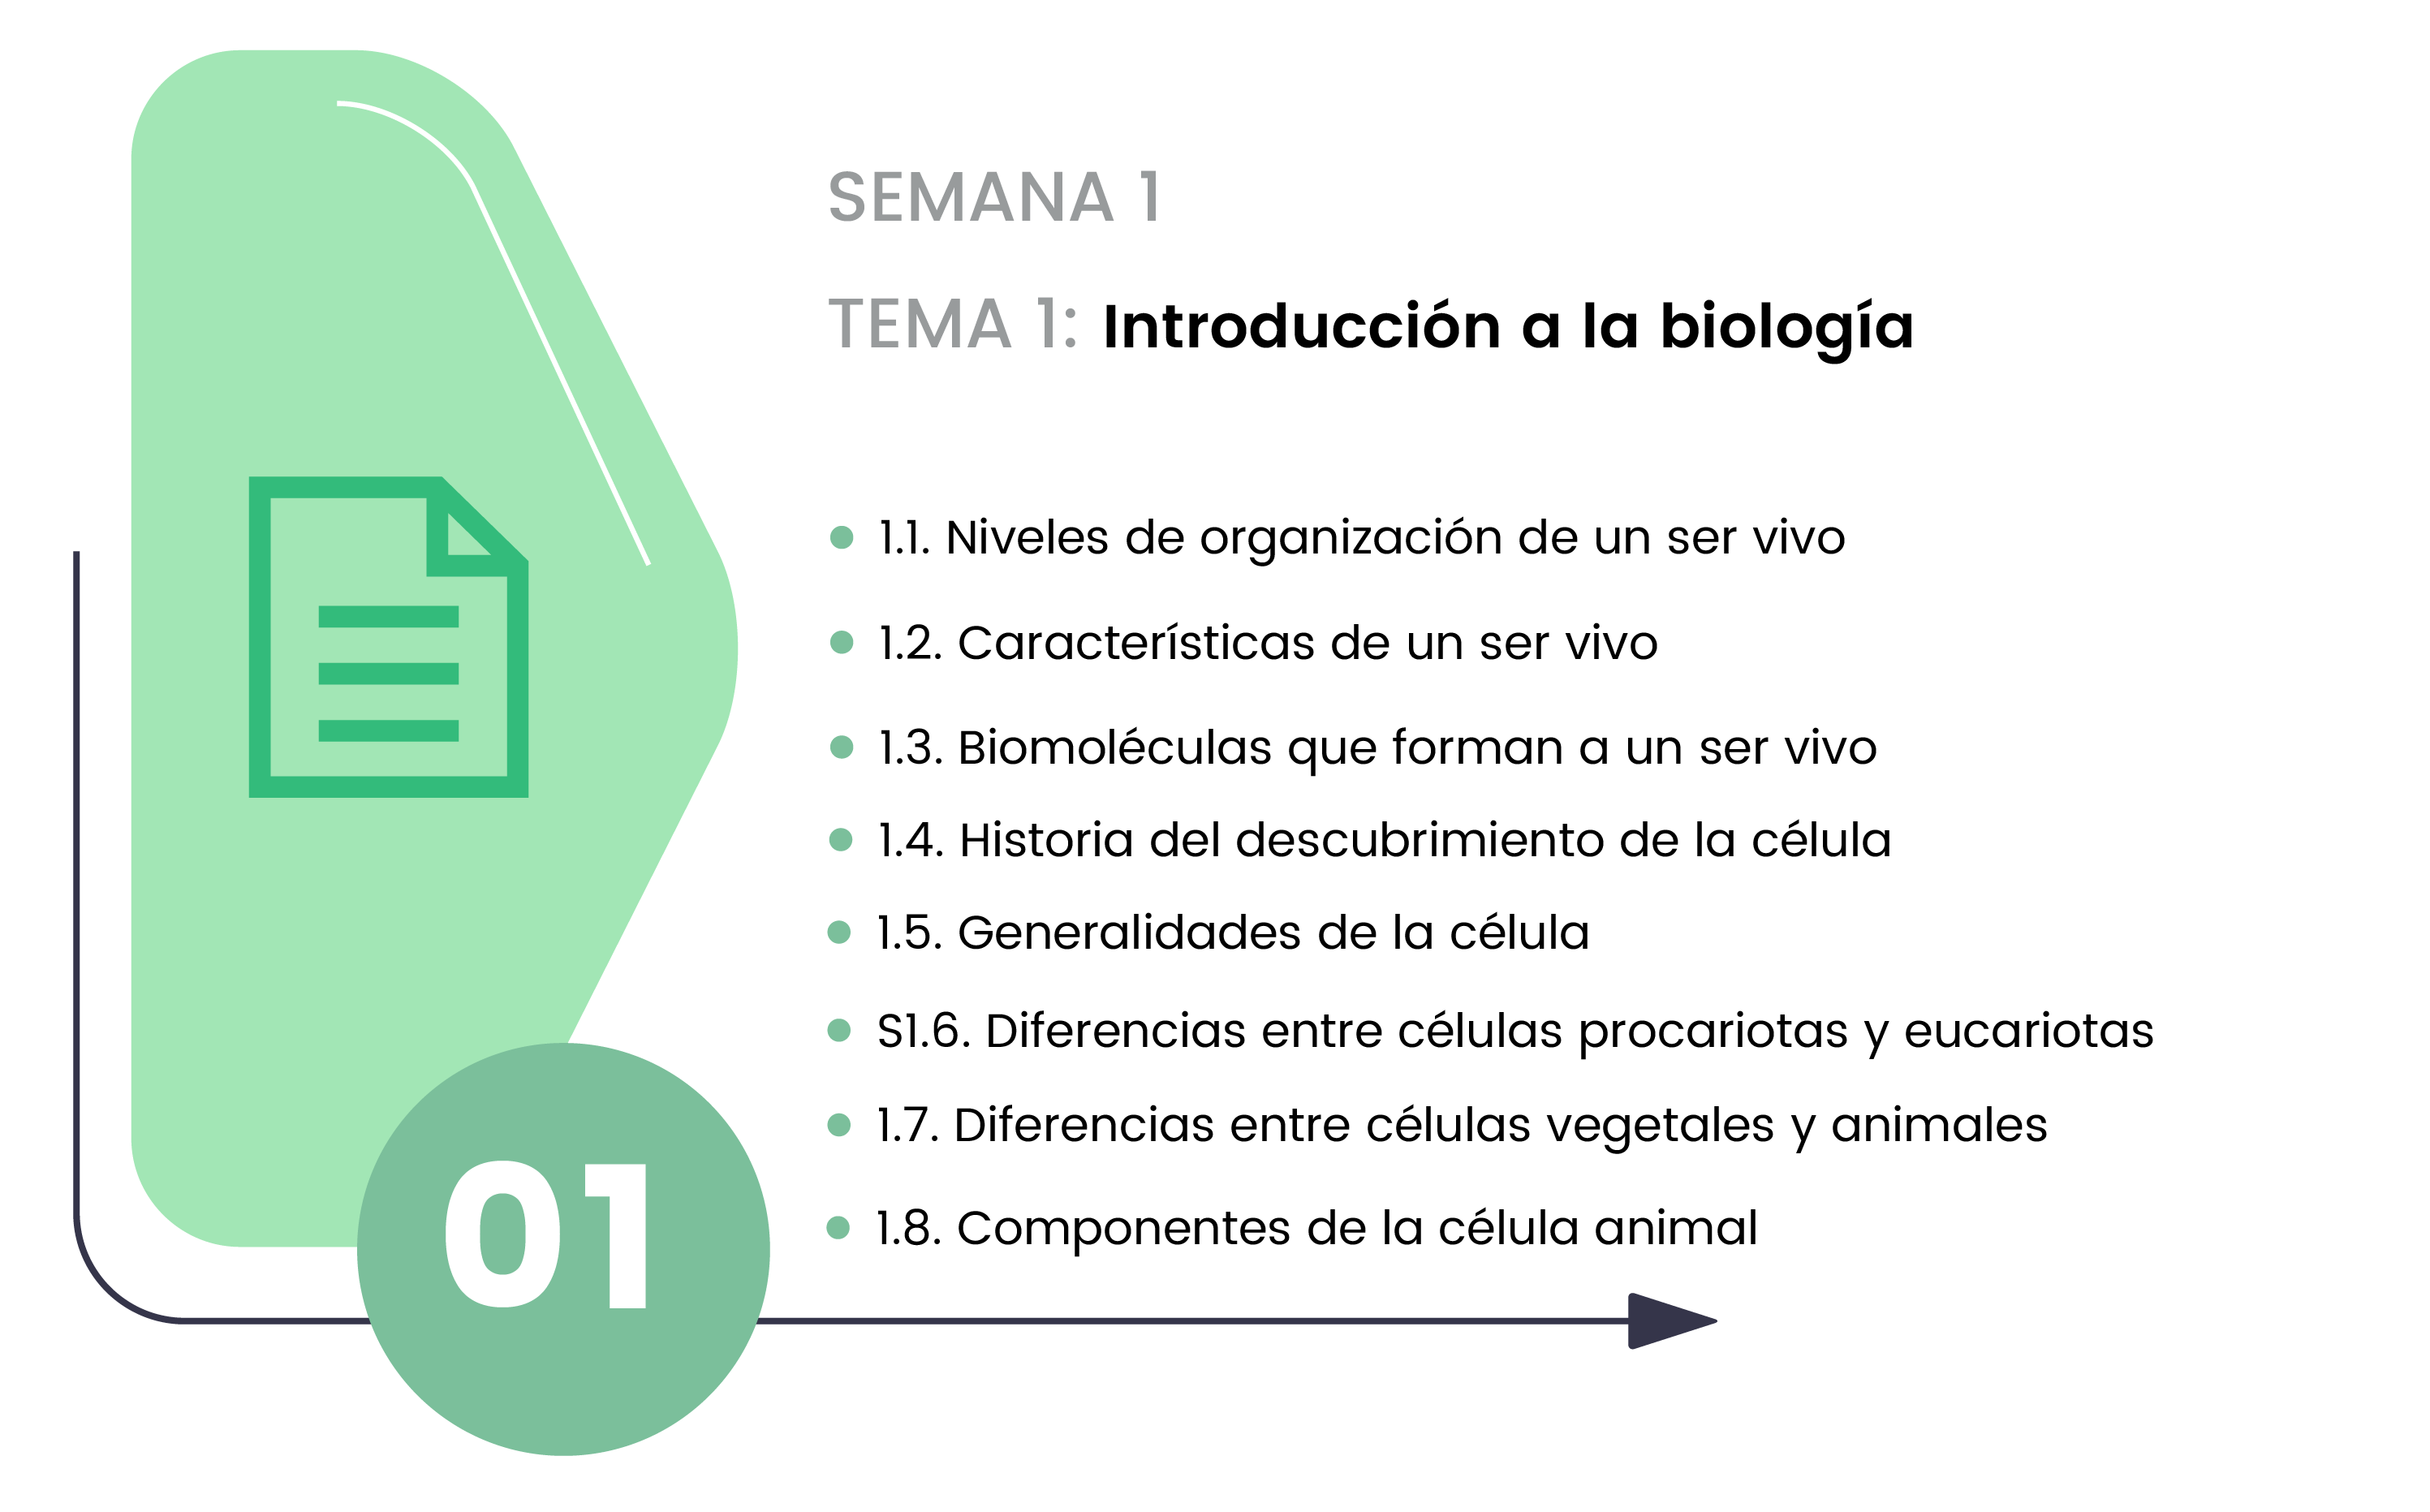 SEMANA 1
TEMA 1: Introducción a la biología
1.1. Niveles de organización de un ser vivo
1.2. Características de un ser vivo
1.3. Biomoléculas que forman a un ser vivo
1.4. Historia del descubrimiento de la célula
1.5. Generalidades de la célula
S1.6. Diferencias entre células procariotas y eucariotas
1.7. Diferencias entre células vegetales y animales
1.8. Componentes de la célula animal
01